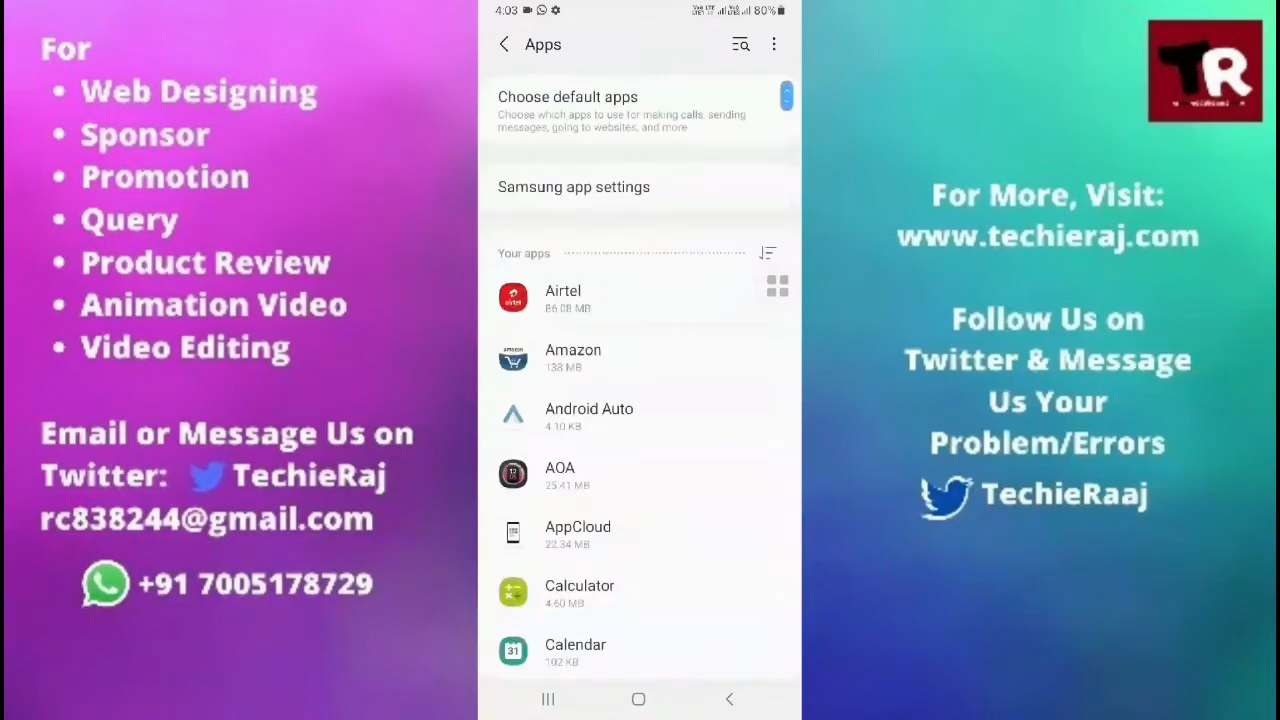 For
• Web Designing
• Sponsor
• Promotion
• Query
• Product Review
• Animation Video
• Video Editing
Email or Message Us on
Twitter: TechieRaj
rc838244@gmail.com
+91 7005178729
4:03
80%
Apps
Choose default apps
Choose which apps to use for making calls, sending
messages, going to websites, and more
Samsung app settings
Your apps
Airtel
86.08 MB
Amazon
138 MB
Android Auto
4.10 KB
AOA
25.41 MB
AppCloud
22.34 MB
Calculator
4.60 MB
Calendar
102 KB
TR
For More, Visit:
www.techieraj.com
Follow Us on
Twitter & Message
Us Your
Problem/Errors
TechieRaaj